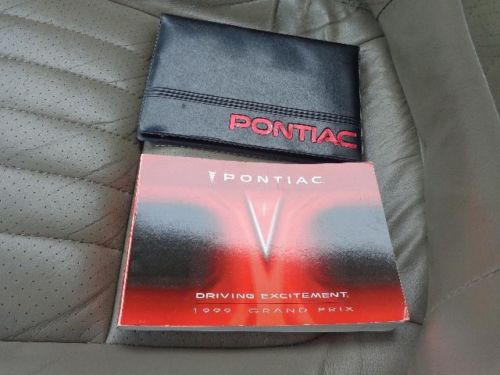 PONTIAC
PONTIAC
DRIVING EXCITEMENT.
1999 GRAND PRIX